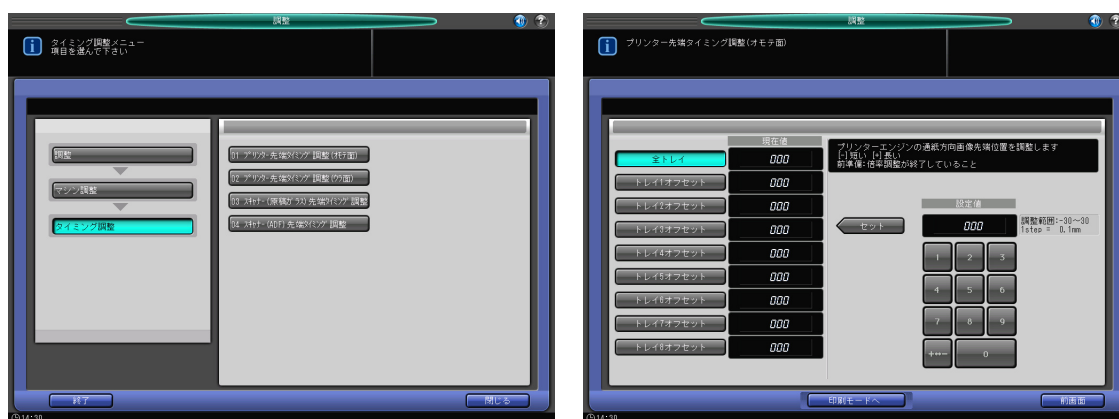 調整
タイミング調整メニュー
項目を選んで下さい
調整
マシン調整
タイミング調整
01 プリンター先端タイミング調整(オモテ面)
02 プリンター先端タイミング調整(ウラ面)
03 スキャナー(原稿ガラス)先端タイミング調整
04 スキャナー(ADF)先端タイミング調整
終了
閉じる
14:30
調整
プリンター先端タイミング調整(オモテ面)
現在値
全トレイ 000
トレイ1オフセット 000
トレイ2オフセット 000
トレイ3オフセット 000
トレイ4オフセット 000
トレイ5オフセット 000
トレイ6オフセット 000
トレイ7オフセット 000
トレイ8オフセット 000
プリンターエンジンの通紙方向画像先端位置を調整します
[-]短い [+]長い
前準備:倍率調整が終了していること
設定値
セット
000
調整範囲:-30~30
1step = 0.1mm
1 2 3
4 5 6
7 8 9
+↔- 0
印刷モードへ
前画面
14:30